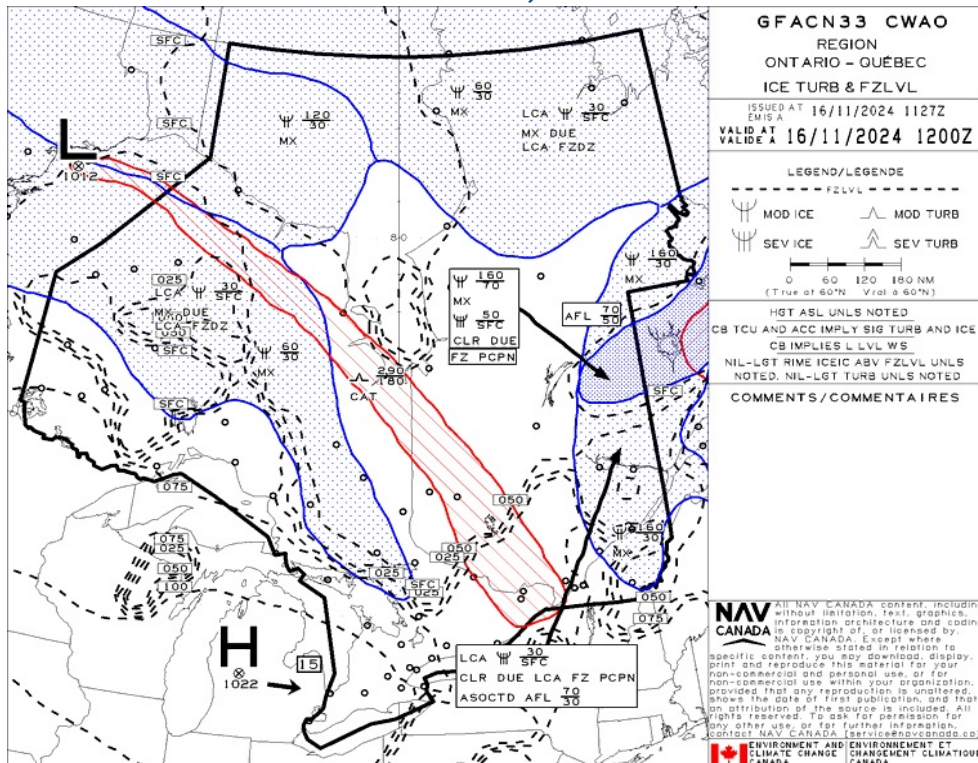 GFACN33 CWAO
REGION
ONTARIO - QUÉBEC
ICE TURB & FZLVL
ISSUED AT
EMIS A
16/11/2024 1127Z
VALID AT
VALIDE A
16/11/2024 1200Z
LEGEND/LEGENDE
FZLVL
MOD ICE
MOD TURB
SEV ICE
SEV TURB
0 60 120 180 NM
(True at 60°N Vrai à 60°N)
HGT ASL UNLS NOTED
CB TCU AND ACC IMPLY SIG TURB AND ICE
CB IMPLIES L LVL WS
NIL-LGT RIME ICEIC ABV FZLVL UNLS
NOTED. NIL-LGT TURB UNLS NOTED
COMMENTS/COMMENTAIRES
SFC
SFC
120
30
MX
60
30
MX
LCA
30
SFC
MX DUE
LCA FZDZ
L
1012
SFC
80
160
30
MX
025
LCA
30
SFC
MX DUE
LCA FZDZ
SFC
60
30
MX
160
70
MX
50
SFC
CLR DUE
FZ PCPN
AFL
70
50
290
180
CAT
SFC
SFC
075
050
075
025
050
100
050
025
025
SFC
025
160
30
MX
050
075
H
1022
15
LCA
30
SFC
CLR DUE LCA FZ PCPN
ASOCTD AFL
70
30
NAV CANADA
All NAV CANADA content, including
without limitation, text, graphics,
information architecture and coding
is copyright of, or licensed by,
NAV CANADA. Except where
otherwise stated in relation to
specific content, you may download, display,
print and reproduce this material for your
non-commercial and personal use, or for
non-commercial use within your organization,
provided that any reproduction is unaltered,
shows the date of first publication, and that
an attribution of the source is included. All
rights reserved. To ask for permission for
any other use, or for further information,
contact NAV CANADA [service@navcanada.ca]
ENVIRONMENT AND
CLIMATE CHANGE
CANADA
ENVIRONNEMENT ET
CHANGEMENT CLIMATIQUE
CANADA